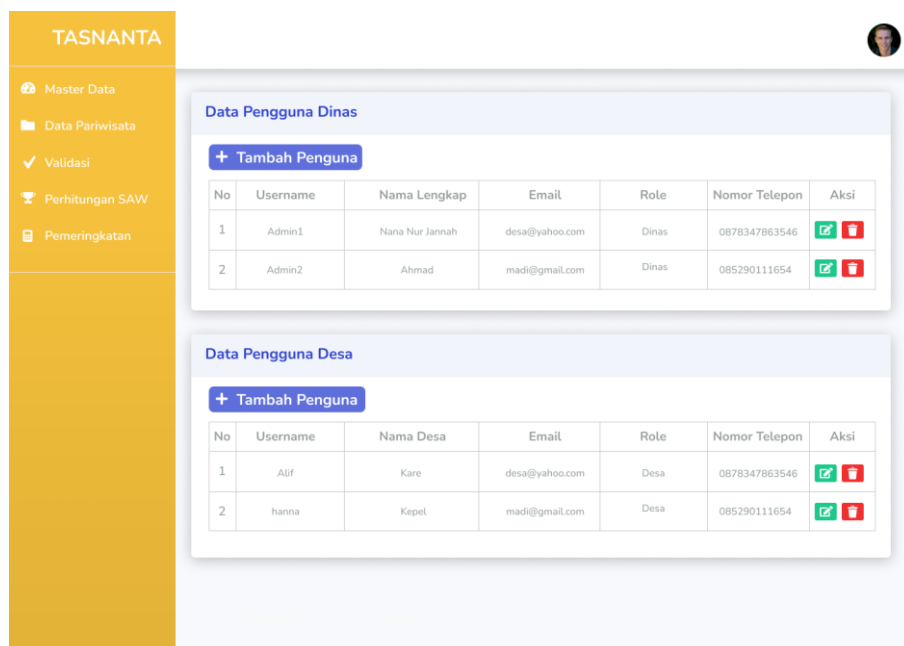 TASNANTA
Master Data
Data Pariwisata
Validasi
Perhitungan SAW
Pemeringkatan
Data Pengguna Dinas
+ Tambah Penguna
No Username Nama Lengkap Email Role Nomor Telepon Aksi
1 Admin1 Nana Nur Jannah desa@yahoo.com Dinas 0878347863546
2 Admin2 Ahmad madi@gmail.com Dinas 085290111654
Data Pengguna Desa
+ Tambah Penguna
No Username Nama Desa Email Role Nomor Telepon Aksi
1 Alif Kare desa@yahoo.com Desa 0878347863546
2 hanna Kepel madi@gmail.com Desa 085290111654